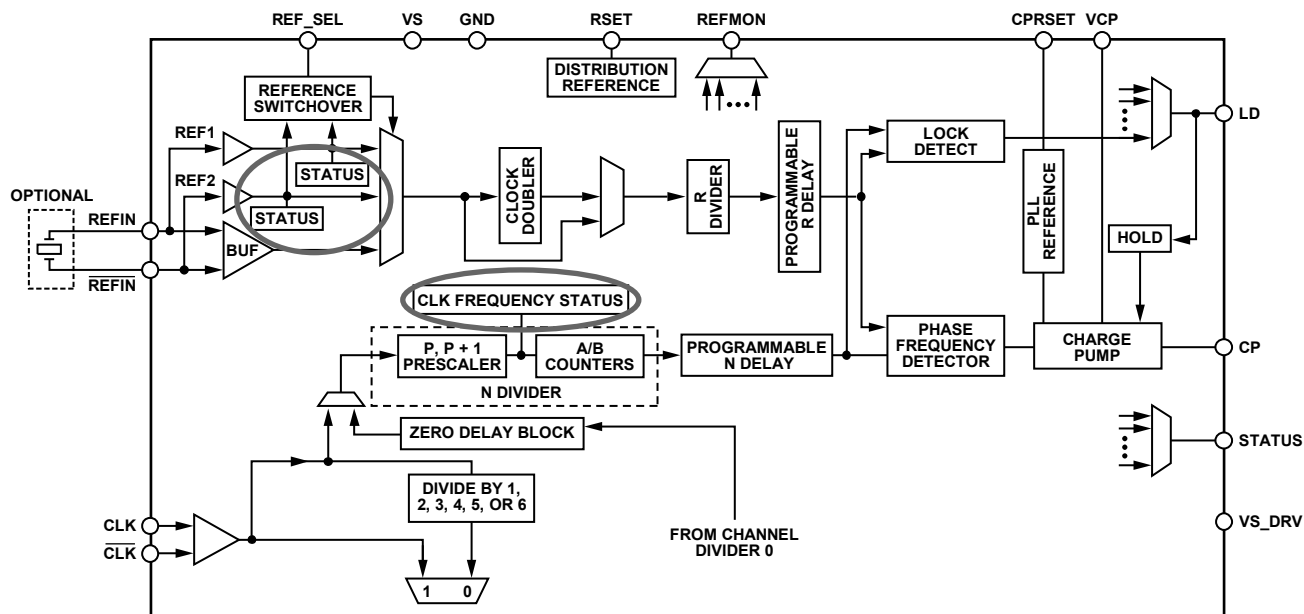 REF_SEL
VS
GND
RSET
REFMON
CPRSET
VCP
DISTRIBUTION
REFERENCE
REFERENCE
SWITCHOVER
REF1
REF2
STATUS
STATUS
OPTIONAL
REFIN
BUF
REFIN
CLOCK
DOUBLER
R
DIVIDER
PROGRAMMABLE
R DELAY
LOCK
DETECT
PLL
REFERENCE
LD
HOLD
CLK FREQUENCY STATUS
P, P + 1
PRESCALER
A/B
COUNTERS
N DIVIDER
PROGRAMMABLE
N DELAY
PHASE
FREQUENCY
DETECTOR
CHARGE
PUMP
CP
ZERO DELAY BLOCK
STATUS
DIVIDE BY 1,
2, 3, 4, 5, OR 6
FROM CHANNEL
DIVIDER 0
VS_DRV
CLK
CLK
1 0